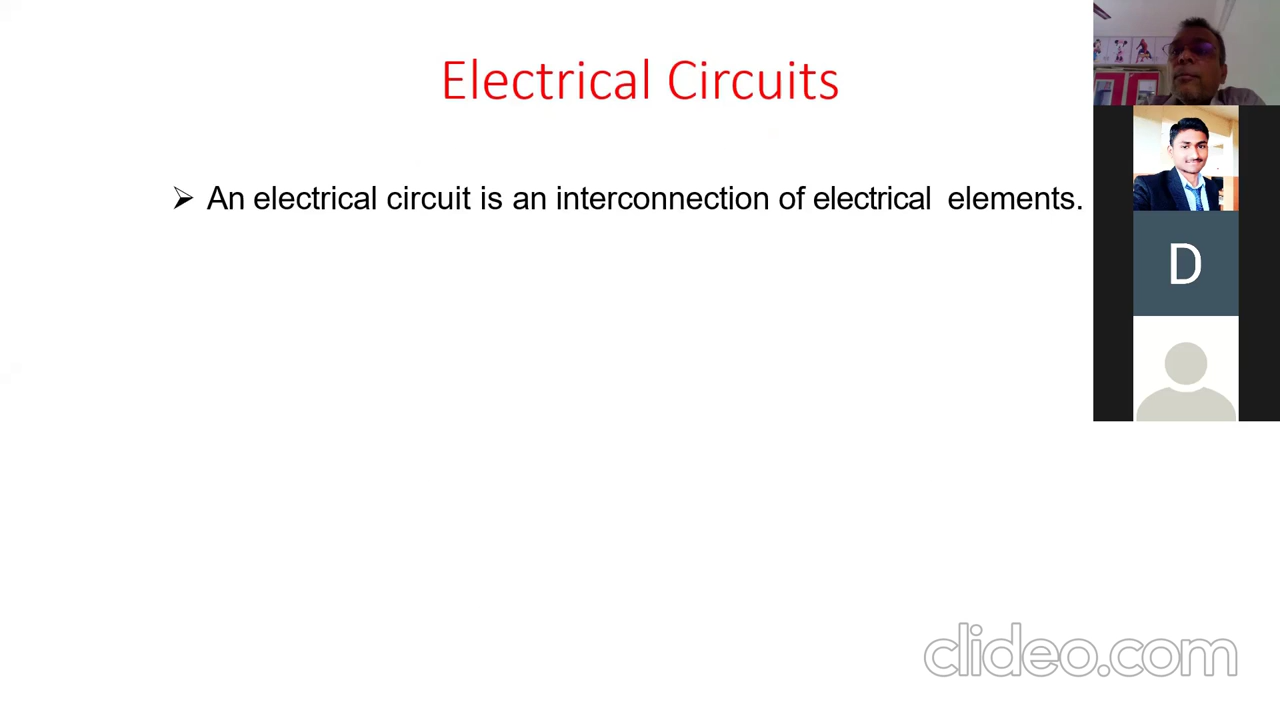 Electrical Circuits
➢ An electrical circuit is an interconnection of electrical elements.
D
clideo.com